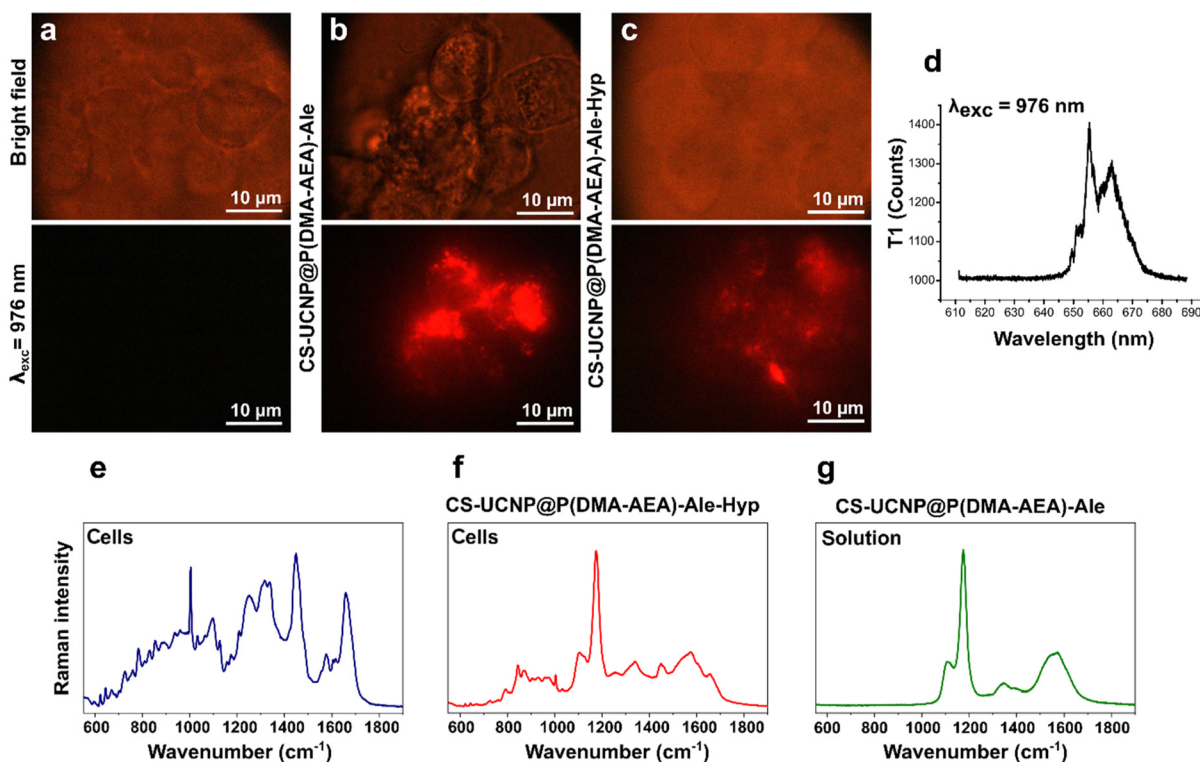 a
b
c
d
Bright field
CS-UCNP@P(DMA-AEA)-Ale
CS-UCNP@P(DMA-AEA)-Ale-Hyp
10 µm
10 µm
10 µm
λexc= 976 nm
10 µm
10 µm
10 µm
λexc = 976 nm
T1 (Counts)
1400
1300
1200
1100
1000
610 620 630 640 650 660 670 680 690
Wavelength (nm)
e
f
g
CS-UCNP@P(DMA-AEA)-Ale-Hyp
CS-UCNP@P(DMA-AEA)-Ale
Raman intensity
Cells
Cells
Solution
600 800 1000 1200 1400 1600 1800
600 800 1000 1200 1400 1600 1800
600 800 1000 1200 1400 1600 1800
Wavenumber (cm⁻¹)
Wavenumber (cm⁻¹)
Wavenumber (cm⁻¹)